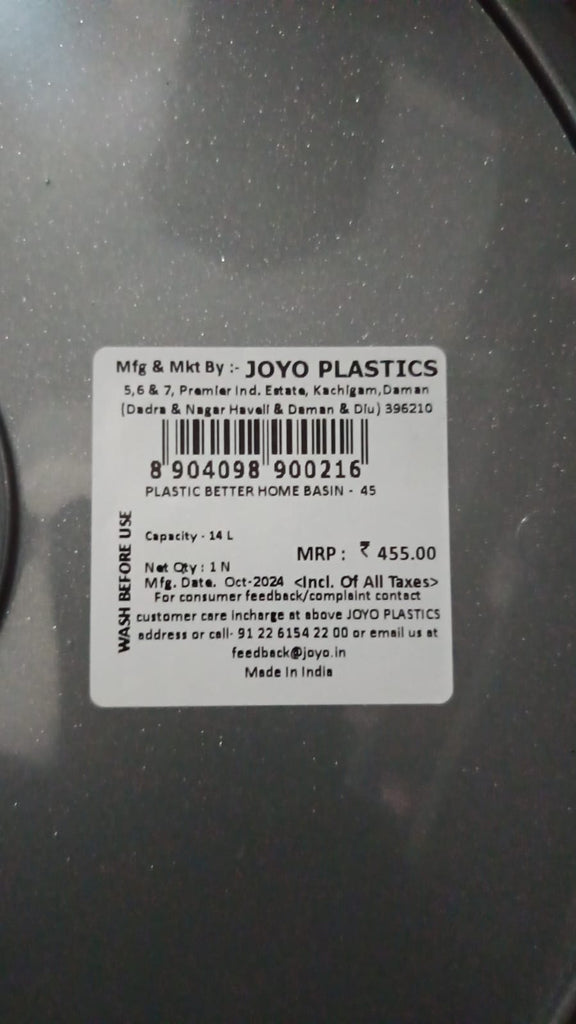 Mfg & Mkt By :- JOYO PLASTICS
5,6 & 7, Premier Ind. Estate, Kachigam,Daman
(Dadra & Nagar Haveli & Daman & Diu) 396210
8 904098 900216
PLASTIC BETTER HOME BASIN - 45
WASH BEFORE USE
Capacity - 14 L
MRP : ₹ 455.00
Net Qty : 1 N
Mfg. Date. Oct-2024 <Incl. Of All Taxes>
For consumer feedback/complaint contact
customer care incharge at above JOYO PLASTICS
address or call- 91 22 6154 22 00 or email us at
feedback@joyo.in
Made In India